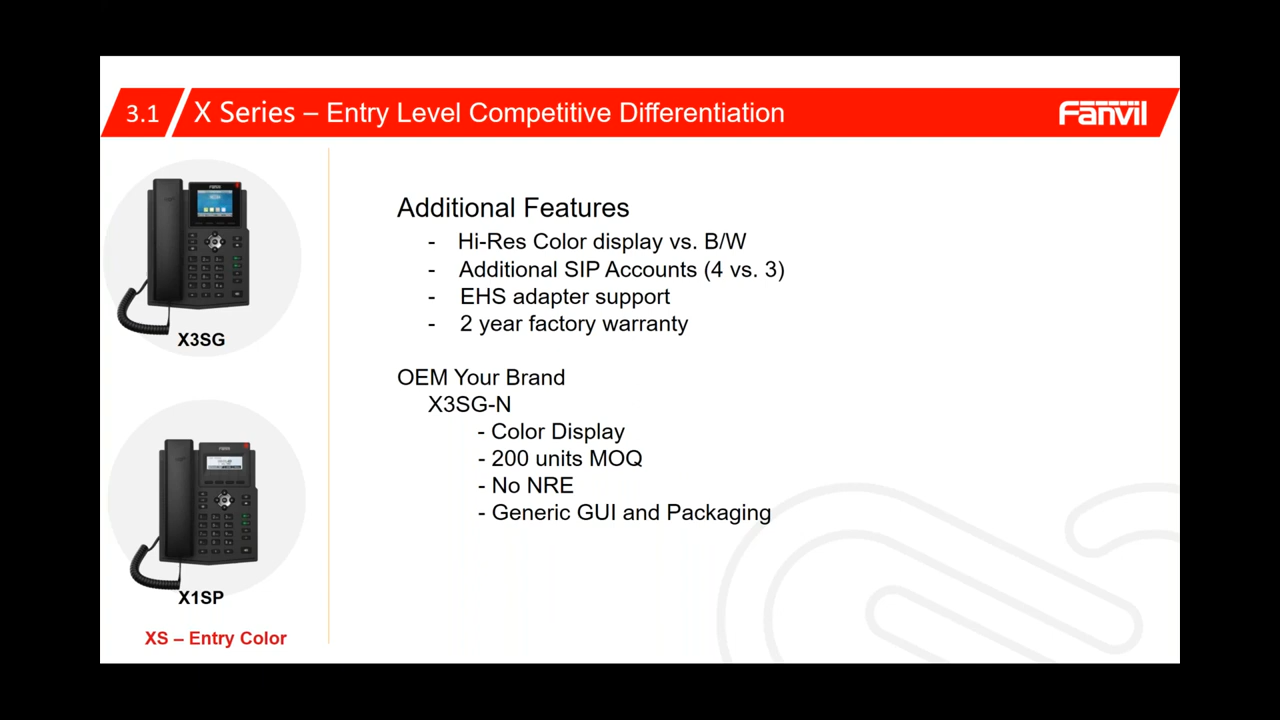 3.1
X Series – Entry Level Competitive Differentiation
Fanvil
Additional Features
- Hi-Res Color display vs. B/W
- Additional SIP Accounts (4 vs. 3)
- EHS adapter support
- 2 year factory warranty
X3SG
OEM Your Brand
X3SG-N
- Color Display
- 200 units MOQ
- No NRE
- Generic GUI and Packaging
X1SP
XS – Entry Color